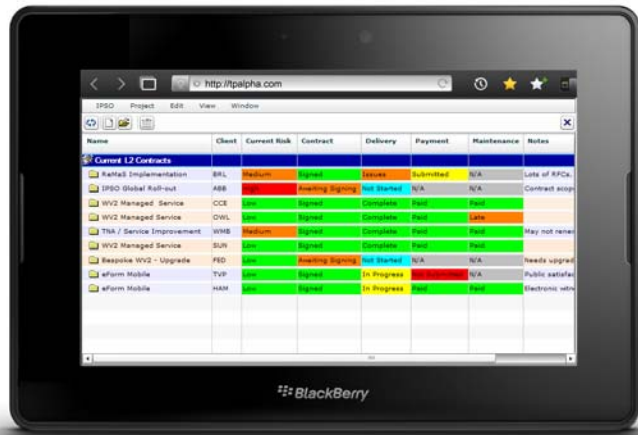 http://tpalpha.com
IPSO Project Edit View Window
Name Client Current Risk Contract Delivery Payment Maintenance Notes
Current L2 Contracts
ReMaS Implementation BRL Medium Signed Issues Submitted N/A Lots of RFCs.
IPSO Global Roll-out ABB High Awaiting Signing Not Started N/A N/A Contract scop
WV2 Managed Service CCE Low Signed Complete Paid Paid
WV2 Managed Service OWL Low Signed Complete Paid Late
TNA / Service Improvement WMB Medium Signed Complete Paid Paid May not rene
WV2 Managed Service SUN Low Signed Complete Paid Paid
Bespoke WV2 - Upgrade FED Low Awaiting Signing Not Started N/A N/A Needs upgrad
eForm Mobile TVP Low Signed In Progress Not Submitted N/A Public satisfac
eForm Mobile HAM Low Signed In Progress Paid Paid Electronic witn
BlackBerry